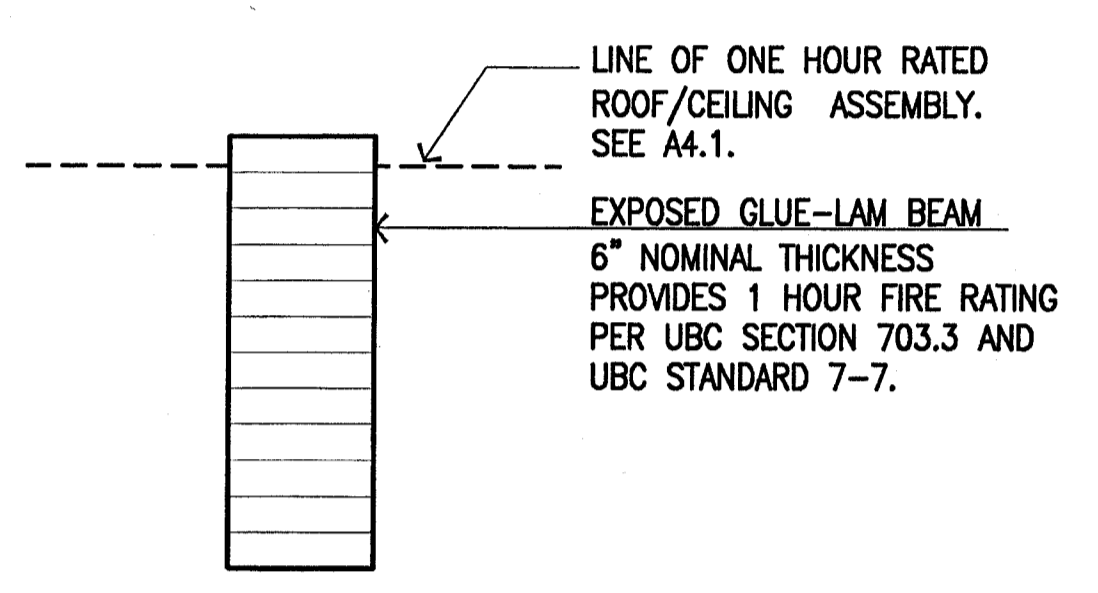 LINE OF ONE HOUR RATED
ROOF/CEILING ASSEMBLY.
SEE A4.1.
EXPOSED GLUE-LAM BEAM
6" NOMINAL THICKNESS
PROVIDES 1 HOUR FIRE RATING
PER UBC SECTION 703.3 AND
UBC STANDARD 7-7.